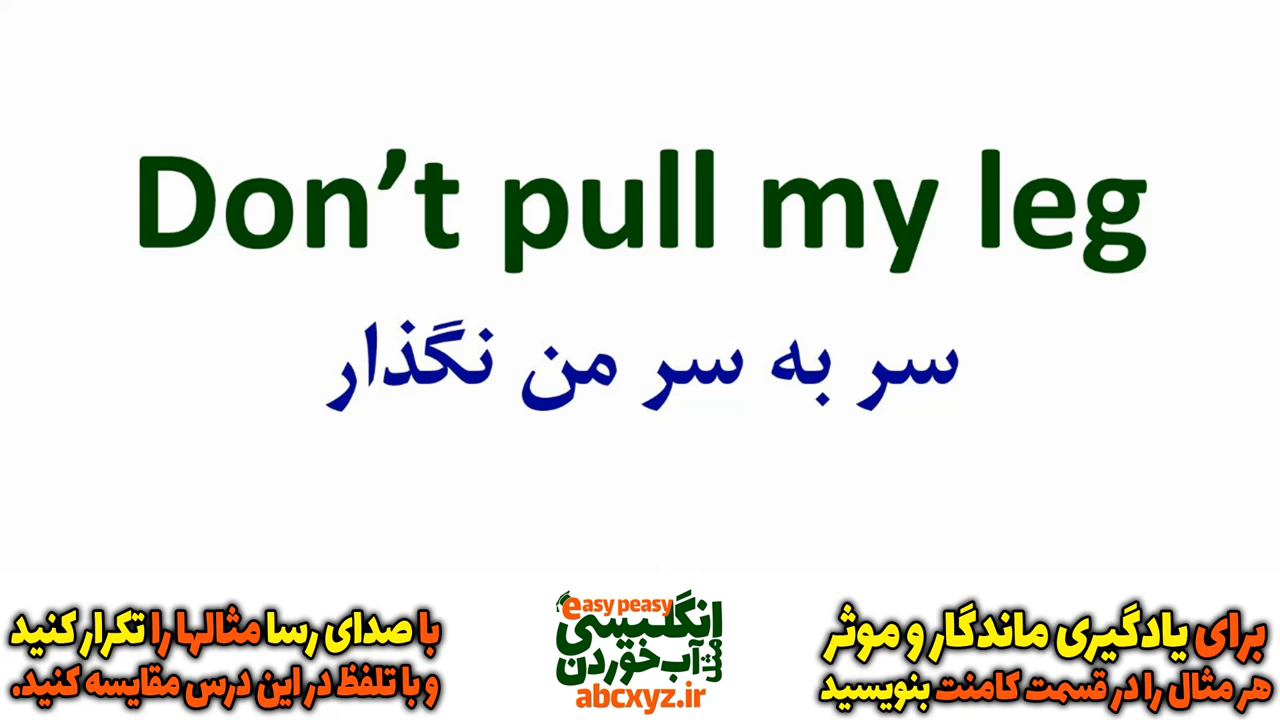 Don’t pull my leg
سر به سر من نگذار
برای یادگیری ماندگار و موثر
هر مثال را در قسمت کامنت بنویسید
easy peasy
انگلیسی
مثل
آب خوردن
abcxyz.ir
با صدای رسا مثالها را تکرار کنید
و با تلفظ در این درس مقایسه کنید.